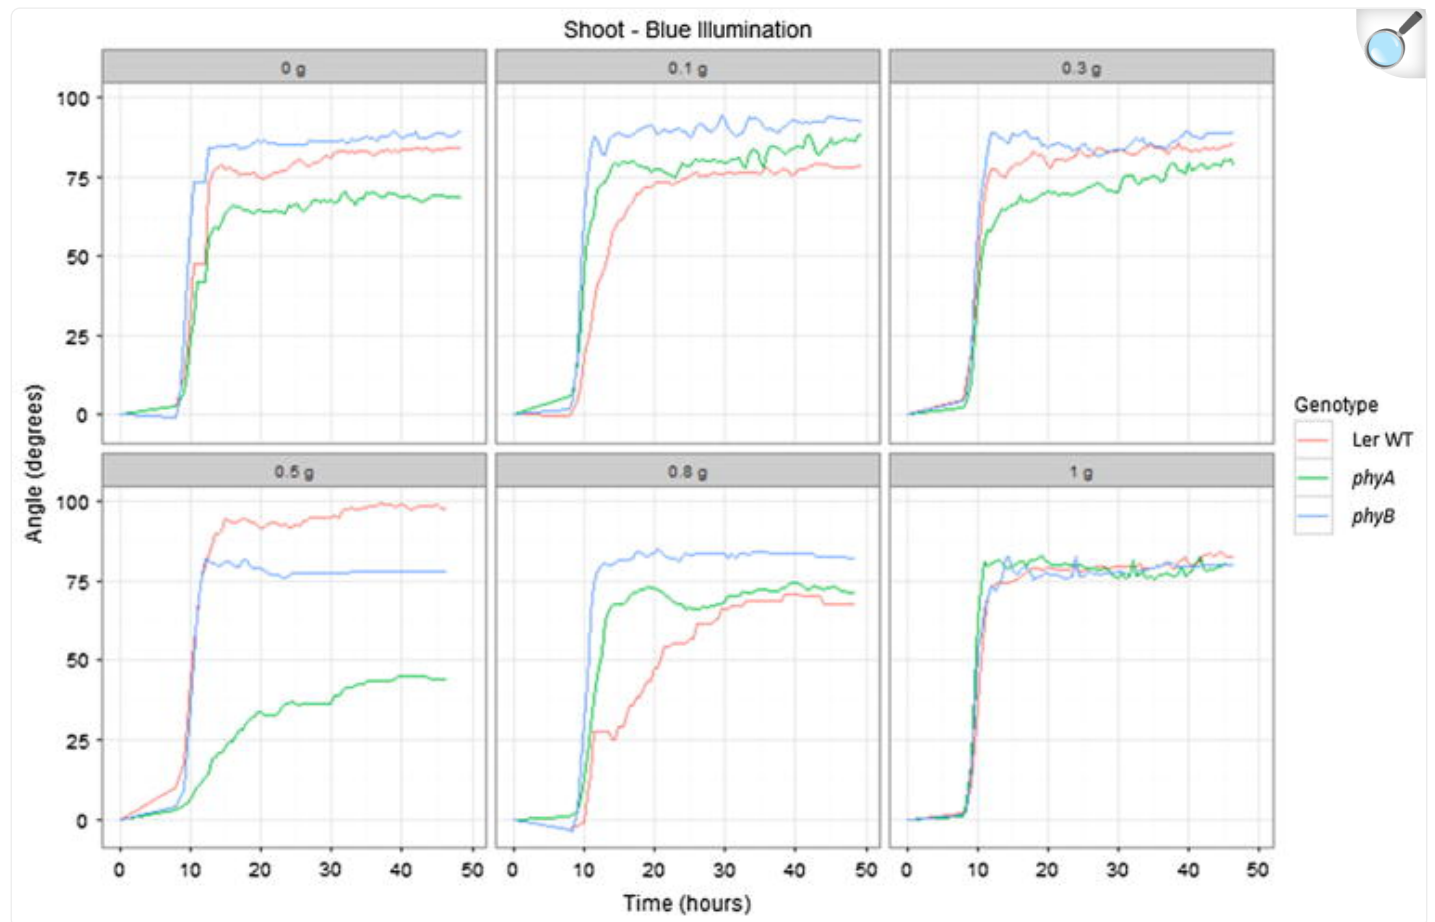 Shoot - Blue Illumination
0 g
0.1 g
0.3 g
100
75
50
25
0
0.5 g
0.8 g
1 g
100
75
50
25
0
0 10 20 30 40 50
0 10 20 30 40 50
0 10 20 30 40 50
Time (hours)
Angle (degrees)
Genotype
Ler WT
phyA
phyB